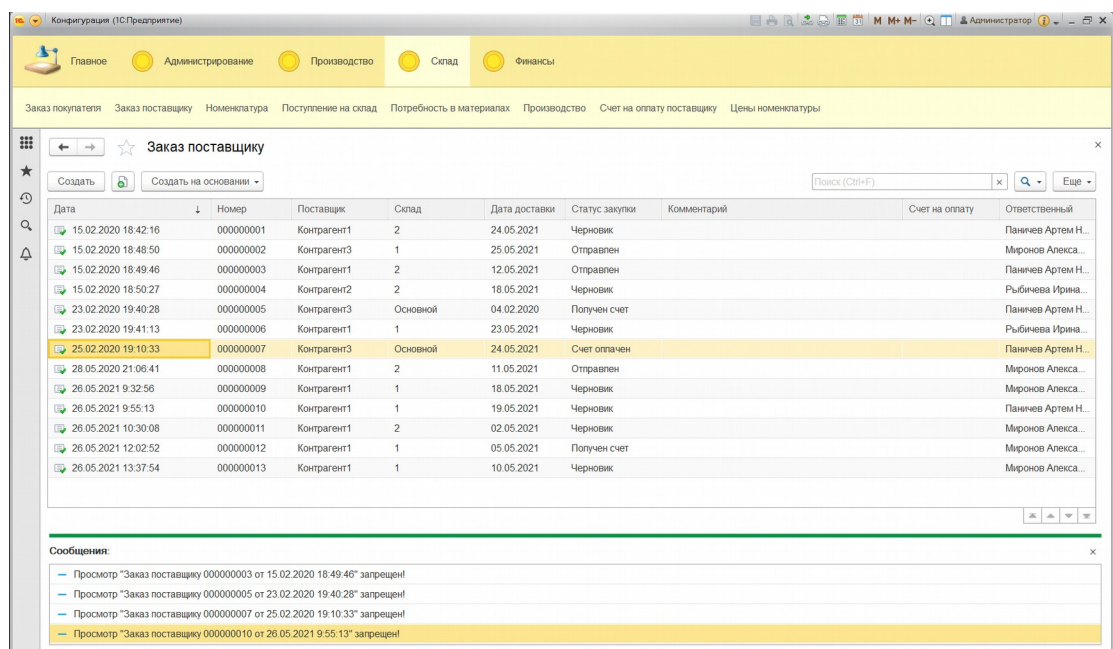 Конфигурация (1С:Предприятие) M M+ M- Администратор
Главное Администрирование Производство Склад Финансы
Заказ покупателя Заказ поставщику Номенклатура Поступление на склад Потребность в материалах Производство Счет на оплату поставщику Цены номенклатуры
Заказ поставщику
Создать Создать на основании Поиск (Ctrl+F) Еще
Дата ↓ Номер Поставщик Склад Дата доставки Статус закупки Комментарий Счет на оплату Ответственный
15.02.2020 18:42:16 000000001 Контрагент1 2 24.05.2021 Черновик Паничев Артем Н...
15.02.2020 18:48:50 000000002 Контрагент3 1 25.05.2021 Отправлен Миронов Алекса...
15.02.2020 18:49:46 000000003 Контрагент1 2 12.05.2021 Отправлен Паничев Артем Н...
15.02.2020 18:50:27 000000004 Контрагент2 2 18.05.2021 Черновик Рыбичева Ирина...
23.02.2020 19:40:28 000000005 Контрагент3 Основной 04.02.2020 Получен счет Паничев Артем Н...
23.02.2020 19:41:13 000000006 Контрагент1 1 23.05.2021 Черновик Рыбичева Ирина...
25.02.2020 19:10:33 000000007 Контрагент3 Основной 24.05.2021 Счет оплачен Паничев Артем Н...
28.05.2020 21:06:41 000000008 Контрагент1 2 11.05.2021 Отправлен Миронов Алекса...
26.05.2021 9:32:56 000000009 Контрагент1 1 18.05.2021 Черновик Миронов Алекса...
26.05.2021 9:55:13 000000010 Контрагент1 1 19.05.2021 Черновик Паничев Артем Н...
26.05.2021 10:30:08 000000011 Контрагент1 2 02.05.2021 Черновик Миронов Алекса...
26.05.2021 12:02:52 000000012 Контрагент1 1 05.05.2021 Получен счет Миронов Алекса...
26.05.2021 13:37:54 000000013 Контрагент1 1 10.05.2021 Черновик Миронов Алекса...
Сообщения:
Просмотр "Заказ поставщику 000000003 от 15.02.2020 18:49:46" запрещен!
Просмотр "Заказ поставщику 000000005 от 23.02.2020 19:40:28" запрещен!
Просмотр "Заказ поставщику 000000007 от 25.02.2020 19:10:33" запрещен!
Просмотр "Заказ поставщику 000000010 от 26.05.2021 9:55:13" запрещен!